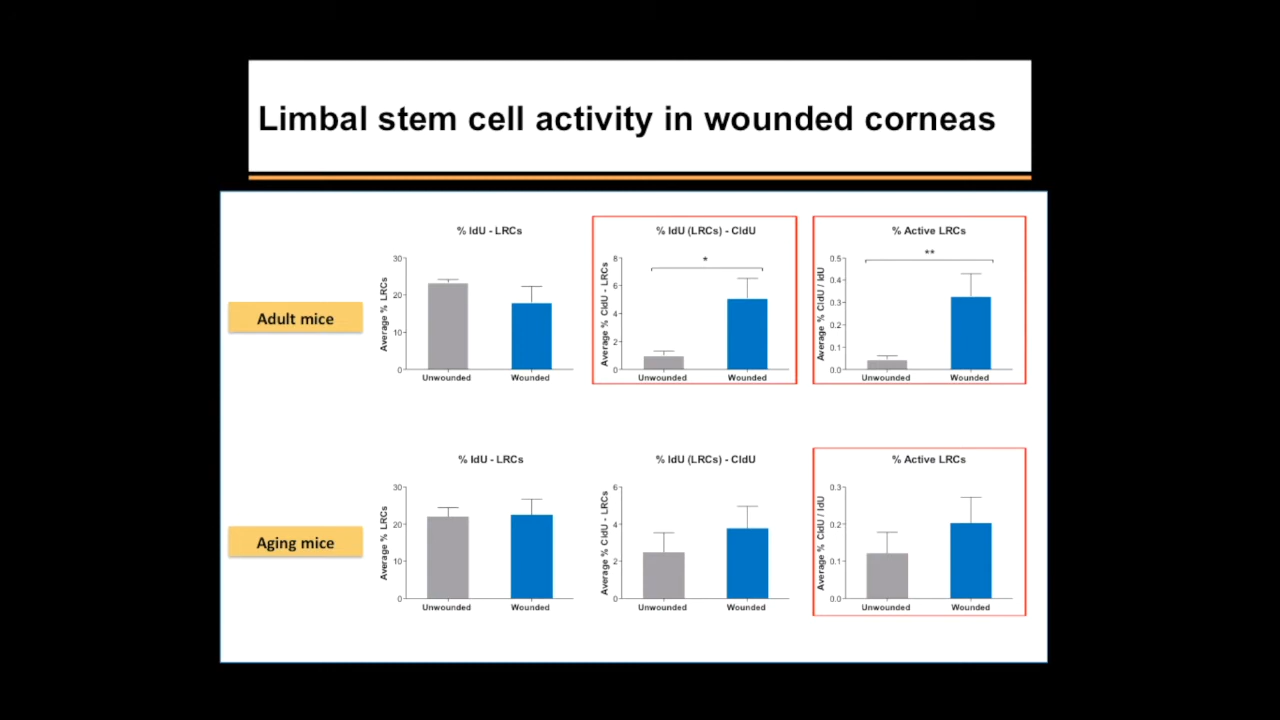 Limbal stem cell activity in wounded corneas
Adult mice
% IdU - LRCs
Average % LRCs
30
20
10
0
Unwounded
Wounded
% IdU (LRCs) - CldU
Average % CldU - LRCs
8
6
4
2
0
*
Unwounded
Wounded
% Active LRCs
Average % CldU / IdU
0.5
0.4
0.3
0.2
0.1
0.0
**
Unwounded
Wounded
Aging mice
% IdU - LRCs
Average % LRCs
30
20
10
0
Unwounded
Wounded
% IdU (LRCs) - CldU
Average % CldU - LRCs
6
4
2
0
Unwounded
Wounded
% Active LRCs
Average % CldU / IdU
0.3
0.2
0.1
0.0
Unwounded
Wounded